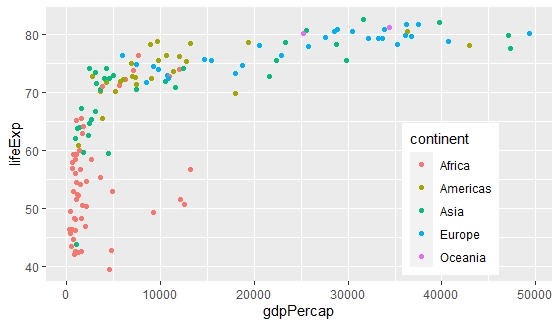 80
70
60
50
40
lifeExp
0
10000
20000
30000
40000
50000
gdpPercap
continent
Africa
Americas
Asia
Europe
Oceania